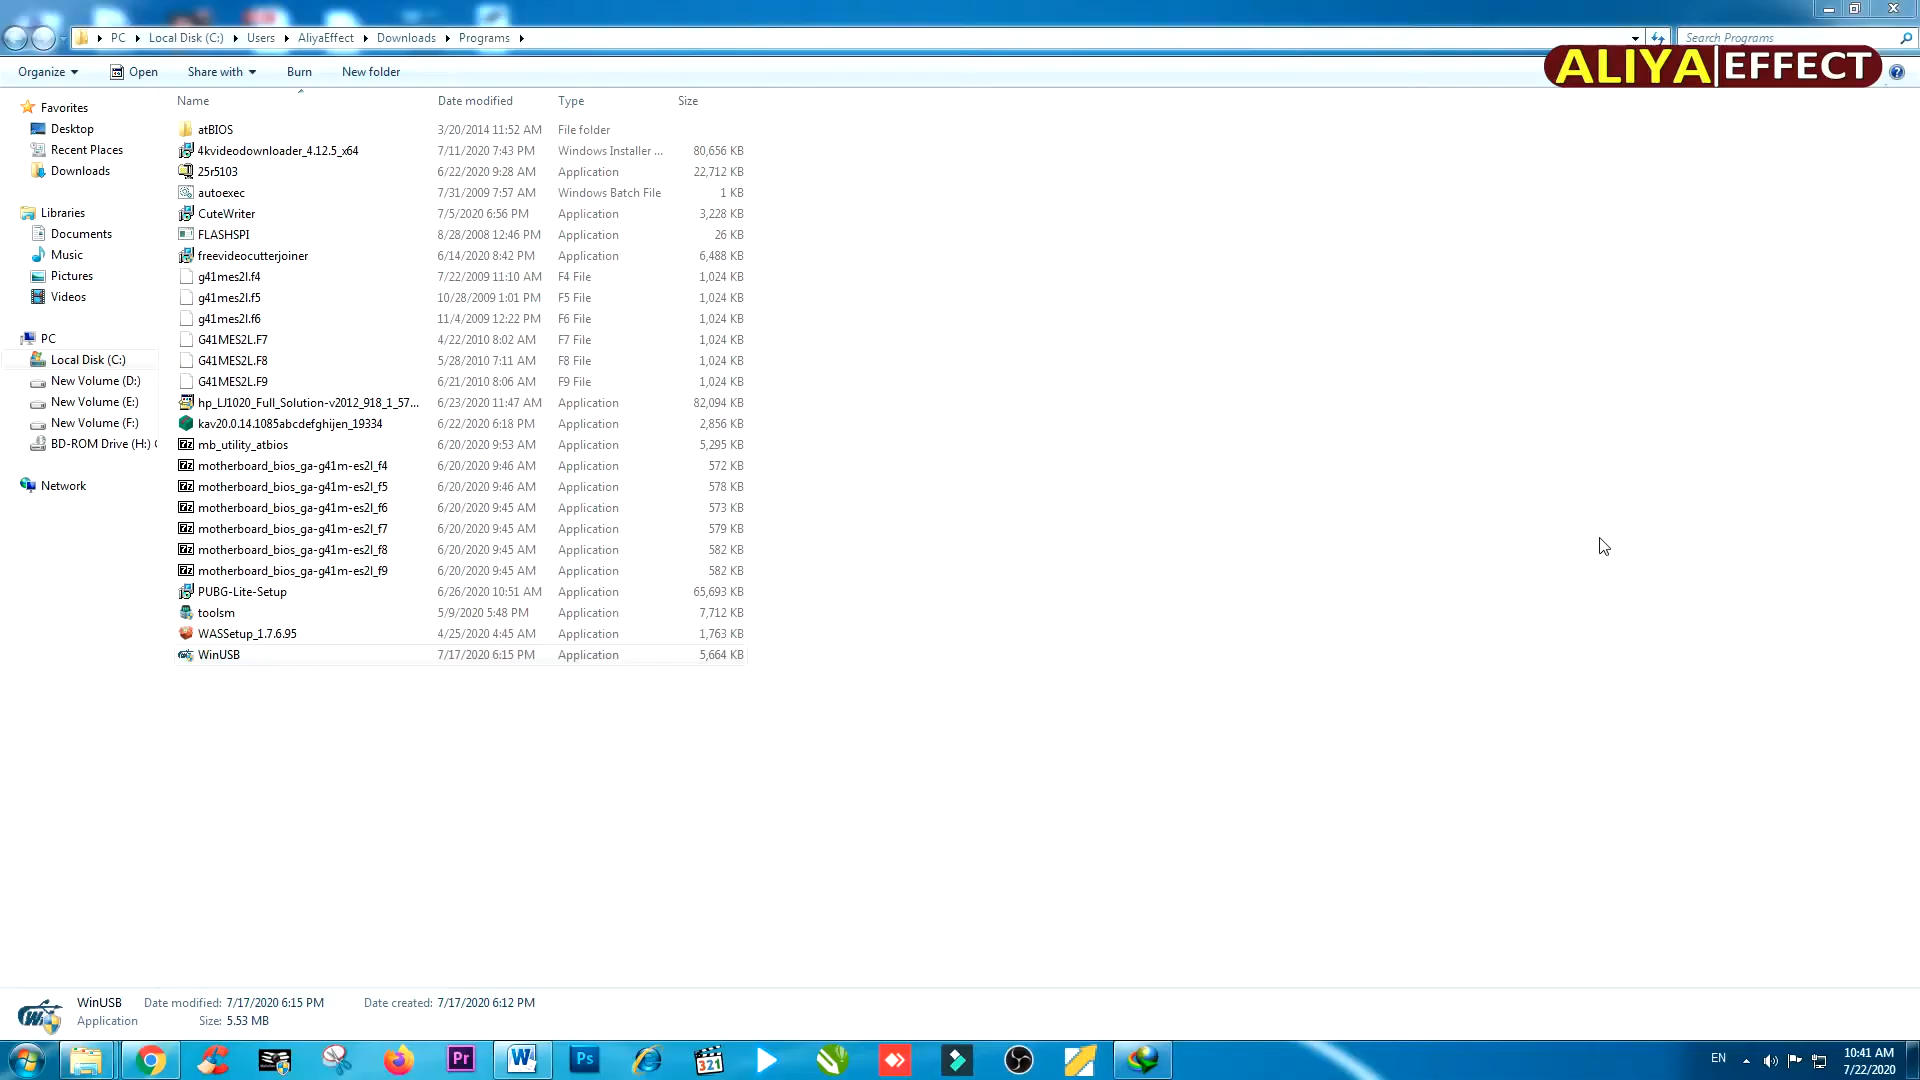 PC Local Disk (C:) Users AliyaEffect Downloads Programs
Search Programs
ALIYA EFFECT
Organize Open Share with Burn New folder
Name Date modified Type Size
Favorites
Desktop
Recent Places
Downloads
Libraries
Documents
Music
Pictures
Videos
PC
Local Disk (C:)
New Volume (D:)
New Volume (E:)
New Volume (F:)
BD-ROM Drive (H:)
Network
atBIOS 3/20/2014 11:52 AM File folder
4kvideodownloader_4.12.5_x64 7/11/2020 7:43 PM Windows Installer ... 80,656 KB
25r5103 6/22/2020 9:28 AM Application 22,712 KB
autoexec 7/31/2009 7:57 AM Windows Batch File 1 KB
CuteWriter 7/5/2020 6:56 PM Application 3,228 KB
FLASHSPI 8/28/2008 12:46 PM Application 26 KB
freevideocutterjoiner 6/14/2020 8:42 PM Application 6,488 KB
g41mes2l.f4 7/22/2009 11:10 AM F4 File 1,024 KB
g41mes2l.f5 10/28/2009 1:01 PM F5 File 1,024 KB
g41mes2l.f6 11/4/2009 12:22 PM F6 File 1,024 KB
G41MES2L.F7 4/22/2010 8:02 AM F7 File 1,024 KB
G41MES2L.F8 5/28/2010 7:11 AM F8 File 1,024 KB
G41MES2L.F9 6/21/2010 8:06 AM F9 File 1,024 KB
hp_LJ1020_Full_Solution-v2012_918_1_57... 6/23/2020 11:47 AM Application 82,094 KB
kav20.0.14.1085abcdefghijen_19334 6/22/2020 6:18 PM Application 2,856 KB
mb_utility_atbios 6/20/2020 9:53 AM Application 5,295 KB
motherboard_bios_ga-g41m-es2l_f4 6/20/2020 9:46 AM Application 572 KB
motherboard_bios_ga-g41m-es2l_f5 6/20/2020 9:46 AM Application 578 KB
motherboard_bios_ga-g41m-es2l_f6 6/20/2020 9:45 AM Application 573 KB
motherboard_bios_ga-g41m-es2l_f7 6/20/2020 9:45 AM Application 579 KB
motherboard_bios_ga-g41m-es2l_f8 6/20/2020 9:45 AM Application 582 KB
motherboard_bios_ga-g41m-es2l_f9 6/20/2020 9:45 AM Application 582 KB
PUBG-Lite-Setup 6/26/2020 10:51 AM Application 65,693 KB
toolsm 5/9/2020 5:48 PM Application 7,712 KB
WASSetup_1.7.6.95 4/25/2020 4:45 AM Application 1,763 KB
WinUSB 7/17/2020 6:15 PM Application 5,664 KB
WinUSB Date modified: 7/17/2020 6:15 PM Date created: 7/17/2020 6:12 PM
Application Size: 5.53 MB
Pr W Ps 321
EN
10:41 AM
7/22/2020